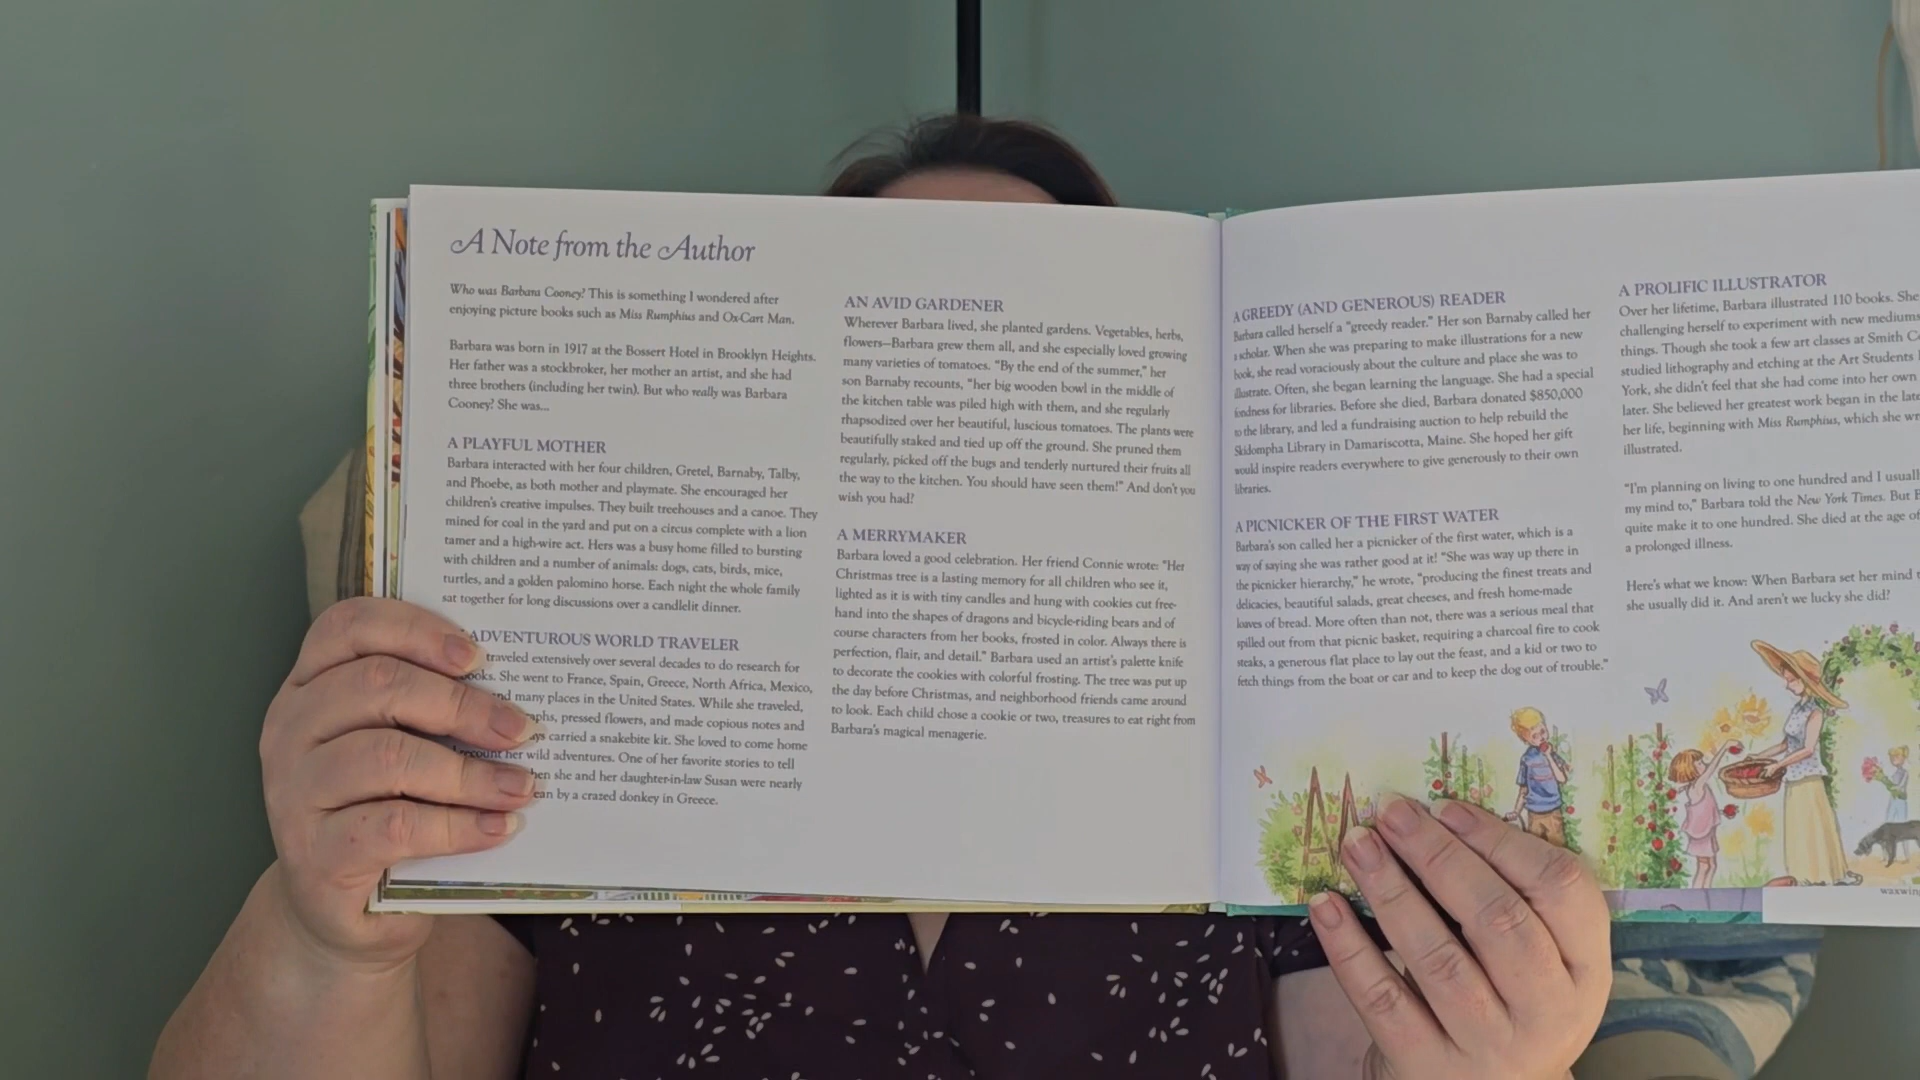 A Note from the Author
Who was Barbara Cooney? This is something I wondered after
enjoying picture books such as Miss Rumphius and Ox-Cart Man.
Barbara was born in 1917 at the Bossert Hotel in Brooklyn Heights.
Her father was a stockbroker, her mother an artist, and she had
three brothers (including her twin). But who really was Barbara
Cooney? She was...
A PLAYFUL MOTHER
Barbara interacted with her four children, Gretel, Barnaby, Talby,
and Phoebe, as both mother and playmate. She encouraged her
children's creative impulses. They built treehouses and a canoe. They
mined for coal in the yard and put on a circus complete with a lion
tamer and a high-wire act. Hers was a busy home filled to bursting
with children and a number of animals: dogs, cats, birds, mice,
turtles, and a golden palomino horse. Each night the whole family
sat together for long discussions over a candlelit dinner.
ADVENTUROUS WORLD TRAVELER
traveled extensively over several decades to do research for
books. She went to France, Spain, Greece, North Africa, Mexico,
and many places in the United States. While she traveled,
pressed flowers, and made copious notes and
carried a snakebite kit. She loved to come home
recount her wild adventures. One of her favorite stories to tell
when she and her daughter-in-law Susan were nearly
by a crazed donkey in Greece.
AN AVID GARDENER
Wherever Barbara lived, she planted gardens. Vegetables, herbs,
flowers—Barbara grew them all, and she especially loved growing
many varieties of tomatoes. "By the end of the summer," her
son Barnaby recounts, "her big wooden bowl in the middle of
the kitchen table was piled high with them, and she regularly
rhapsodized over her beautiful, luscious tomatoes. The plants were
beautifully staked and tied up off the ground. She pruned them
regularly, picked off the bugs and tenderly nurtured their fruits all
the way to the kitchen. You should have seen them!" And don't you
wish you had?
A MERRYMAKER
Barbara loved a good celebration. Her friend Connie wrote: "Her
Christmas tree is a lasting memory for all children who see it,
lighted as it is with tiny candles and hung with cookies cut free-
hand into the shapes of dragons and bicycle-riding bears and of
course characters from her books, frosted in color. Always there is
perfection, flair, and detail." Barbara used an artist's palette knife
to decorate the cookies with colorful frosting. The tree was put up
the day before Christmas, and neighborhood friends came around
to look. Each child chose a cookie or two, treasures to eat right from
Barbara's magical menagerie.
A GREEDY (AND GENEROUS) READER
Barbara called herself a "greedy reader." Her son Barnaby called her
a scholar. When she was preparing to make illustrations for a new
book, she read voraciously about the culture and place she was to
illustrate. Often, she began learning the language. She had a special
fondness for libraries. Before she died, Barbara donated $850,000
to the library, and led a fundraising auction to help rebuild the
Skidompha Library in Damariscotta, Maine. She hoped her gift
would inspire readers everywhere to give generously to their own
libraries.
A PICNICKER OF THE FIRST WATER
Barbara's son called her a picnicker of the first water, which is a
way of saying she was rather good at it! "She was way up there in
the picnicker hierarchy," he wrote, "producing the finest treats and
delicacies, beautiful salads, great cheeses, and fresh home-made
loaves of bread. More often than not, there was a serious meal that
spilled out from that picnic basket, requiring a charcoal fire to cook
steaks, a generous flat place to lay out the feast, and a kid or two to
fetch things from the boat or car and to keep the dog out of trouble."
A PROLIFIC ILLUSTRATOR
Over her lifetime, Barbara illustrated 110 books. She
challenging herself to experiment with new mediums
things. Though she took a few art classes at Smith
studied lithography and etching at the Art Students
York, she didn't feel that she had come into her own
later. She believed her greatest work began in the
her life, beginning with Miss Rumphius, which she
illustrated.
"I'm planning on living to one hundred and I
my mind to," Barbara told the New York Times. But
quite make it to one hundred. She died at the age of
a prolonged illness.
Here's what we know: When Barbara set her mind
she usually did it. And aren't we lucky she did?